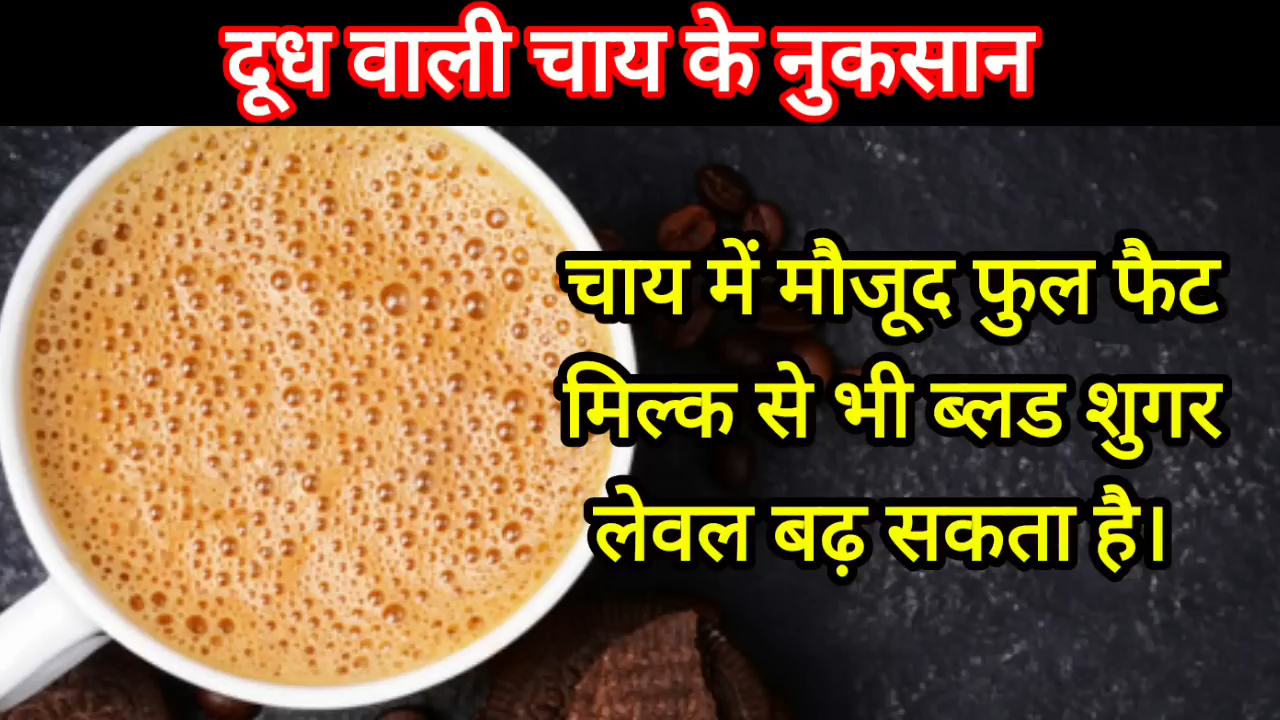 दूध वाली चाय के नुकसान
चाय में मौजूद फुल फैट
मिल्क से भी ब्लड शुगर
लेवल बढ़ सकता है।